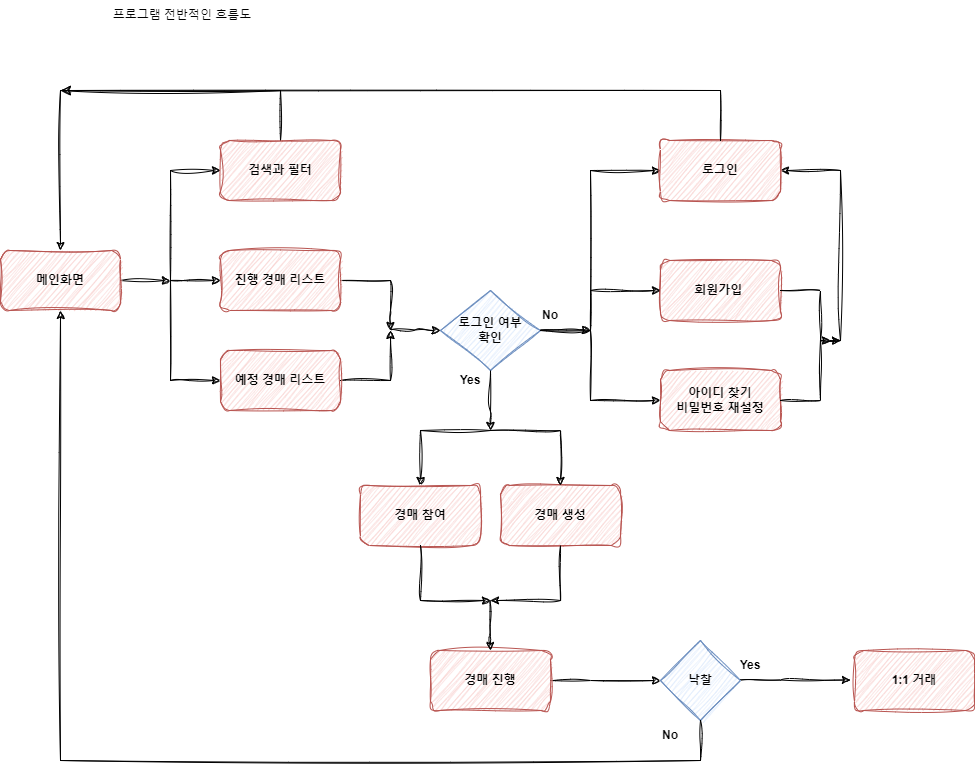 프로그램 전반적인 흐름도
검색과 필터
로그인
메인화면
진행 경매 리스트
회원가입
로그인 여부
확인
No
예정 경매 리스트
Yes
아이디 찾기
비밀번호 재설정
경매 참여
경매 생성
경매 진행
낙찰
Yes
1:1 거래
No